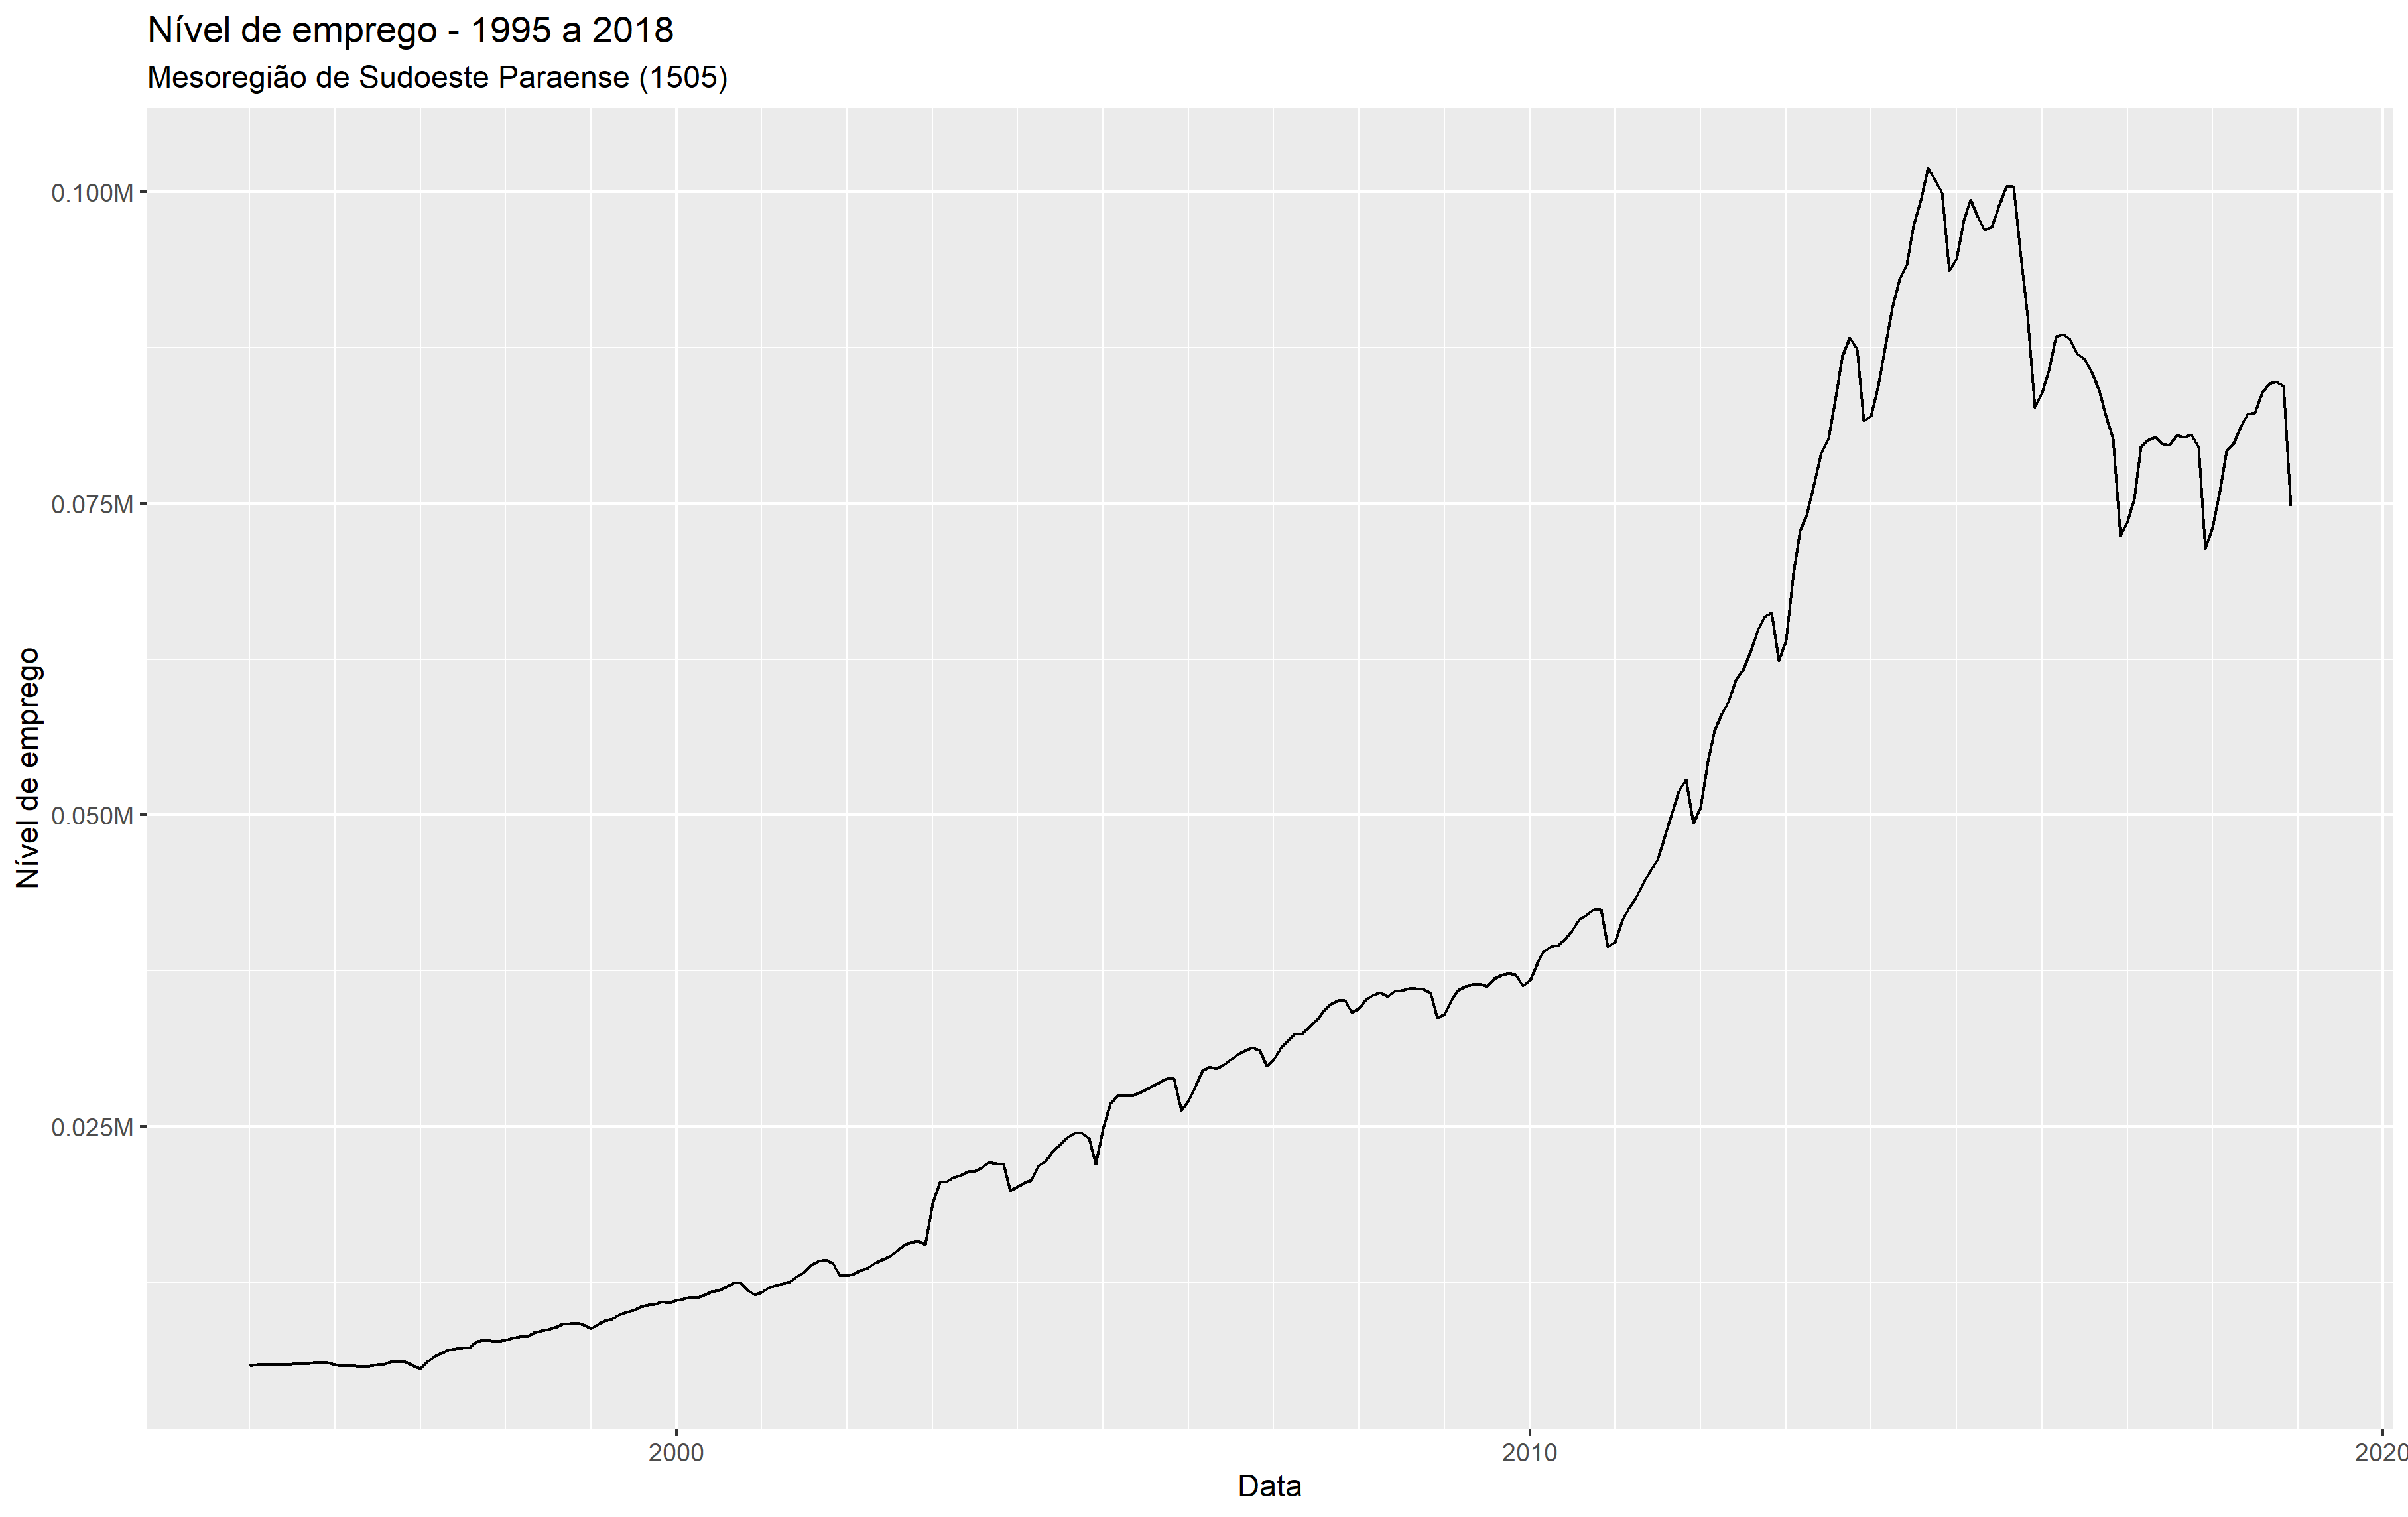 Nível de emprego - 1995 a 2018
Mesoregião de Sudoeste Paraense (1505)
0.100M
0.075M
0.050M
0.025M
Nível de emprego
2000
2010
2020
Data